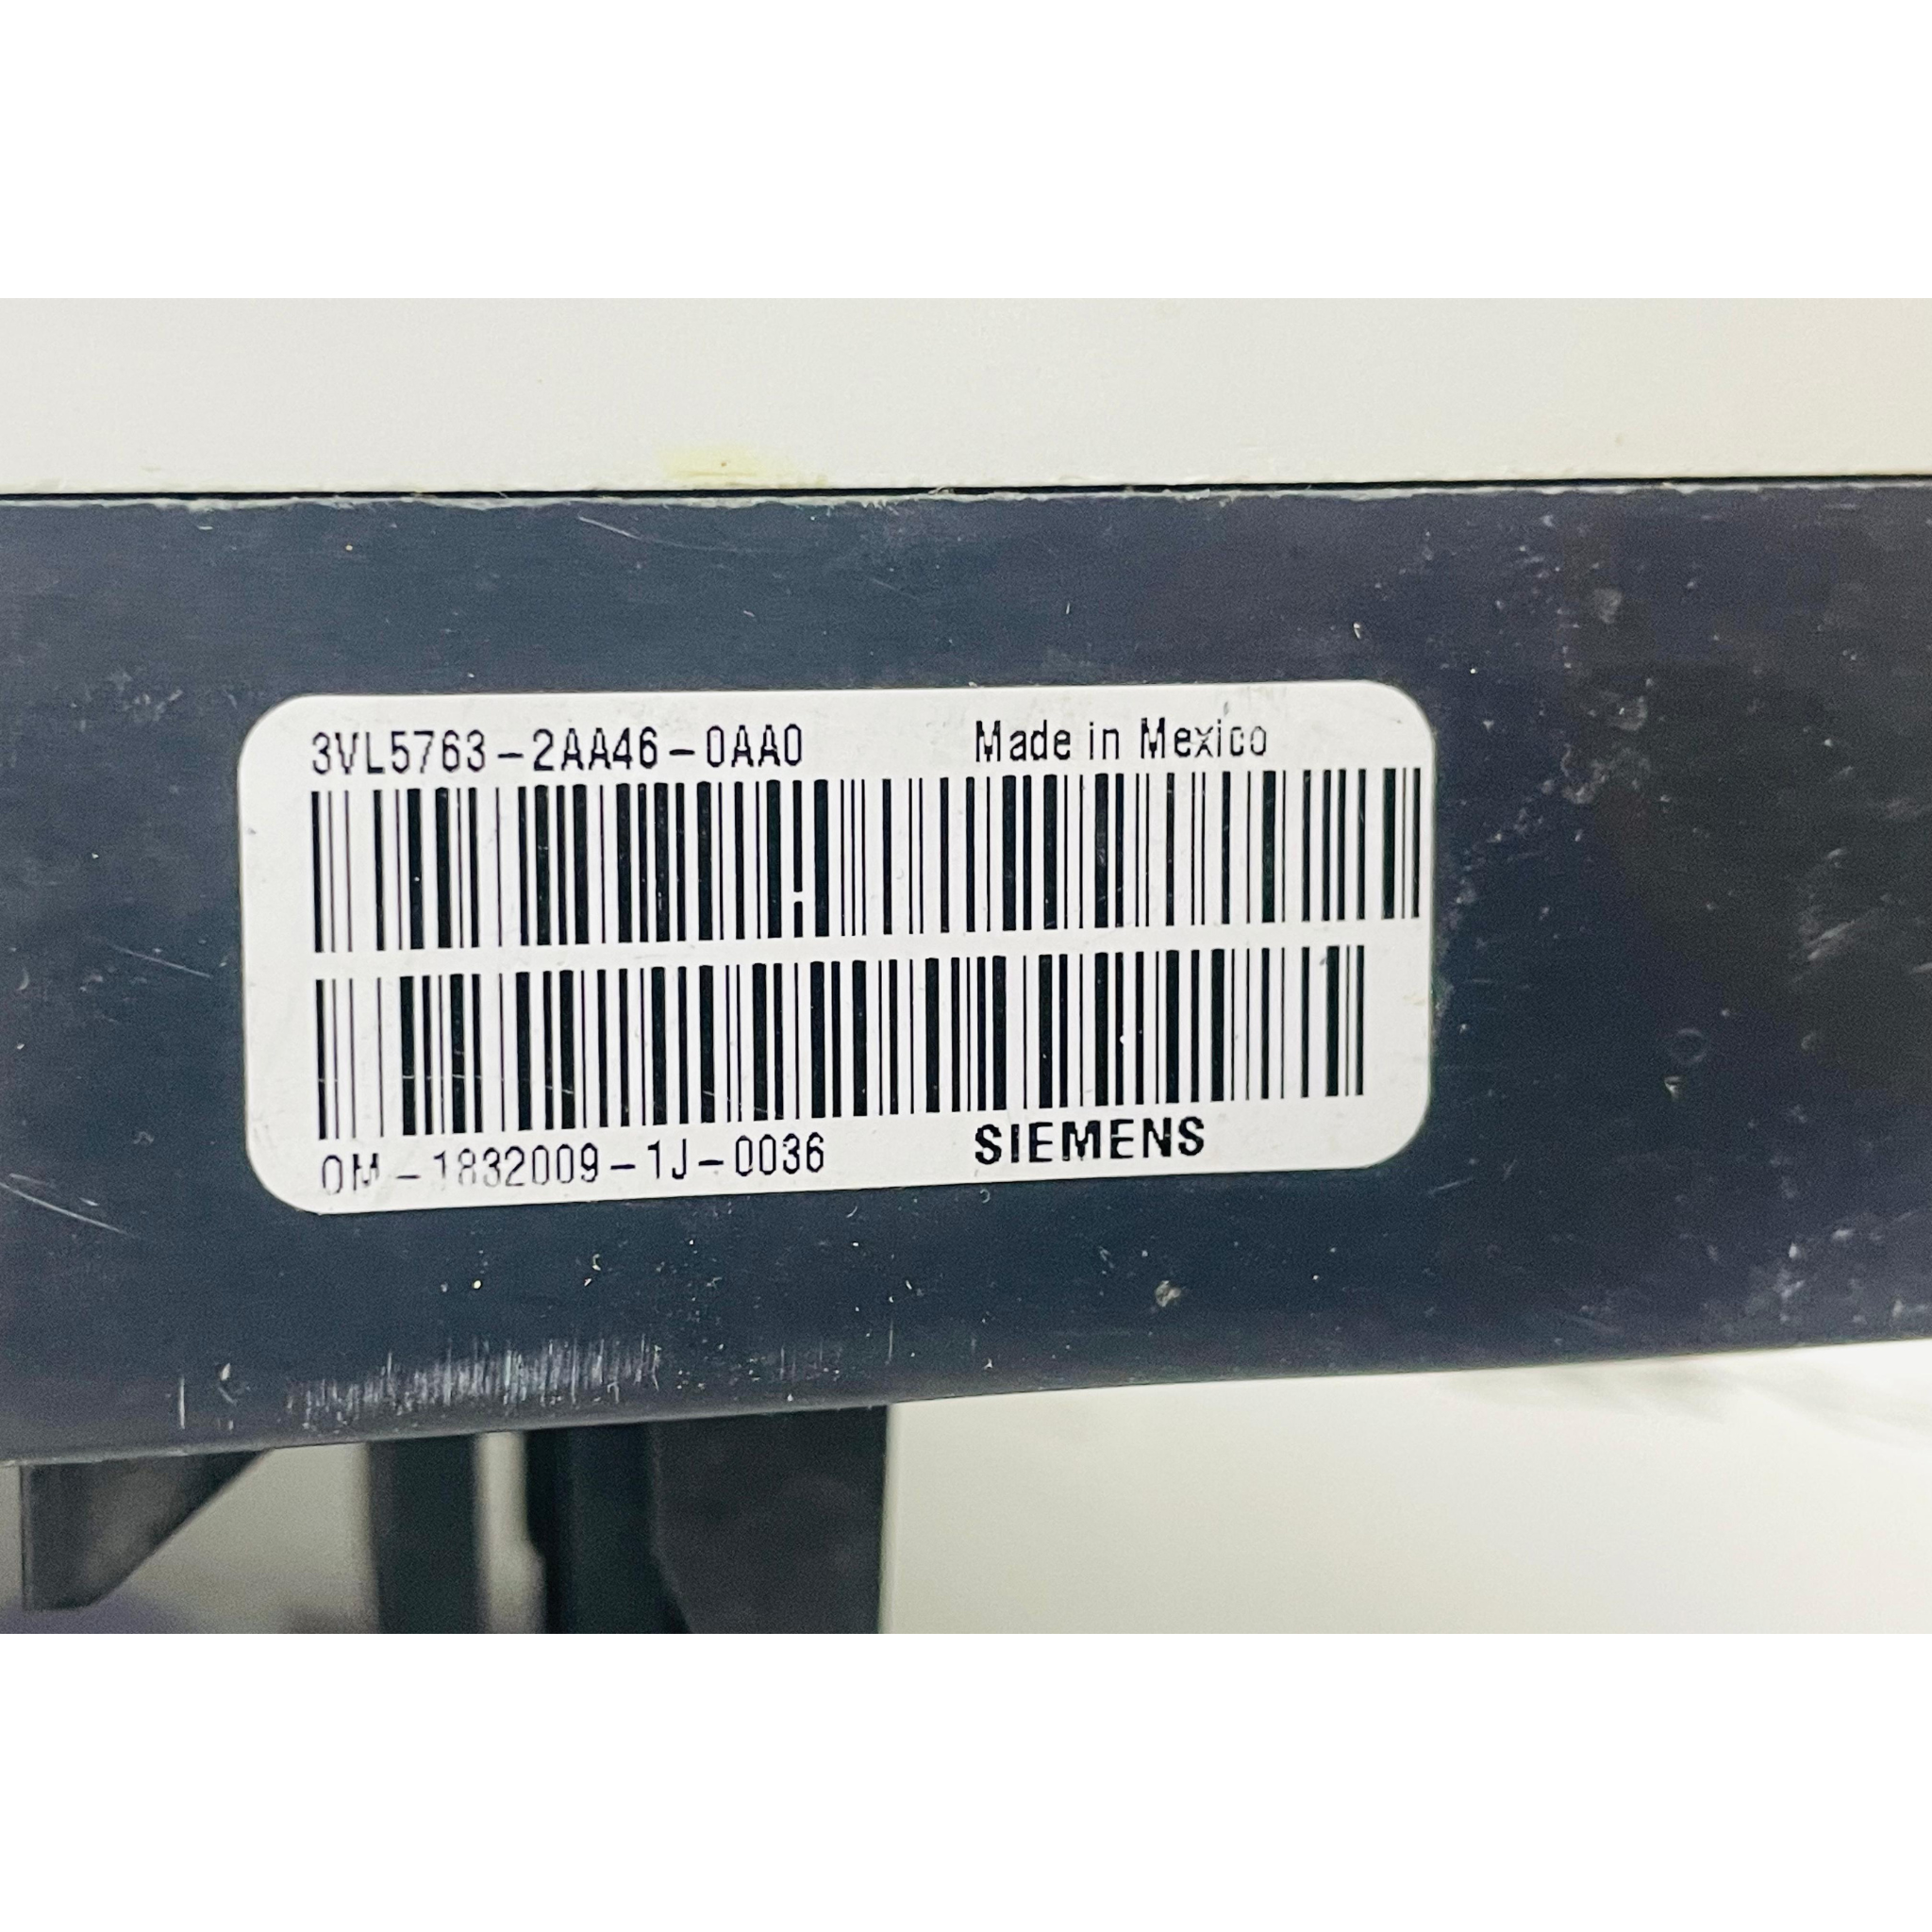 3VL5763-2AA46-0AA0 Made in Mexico
0M-1832009-1J-0036 SIEMENS